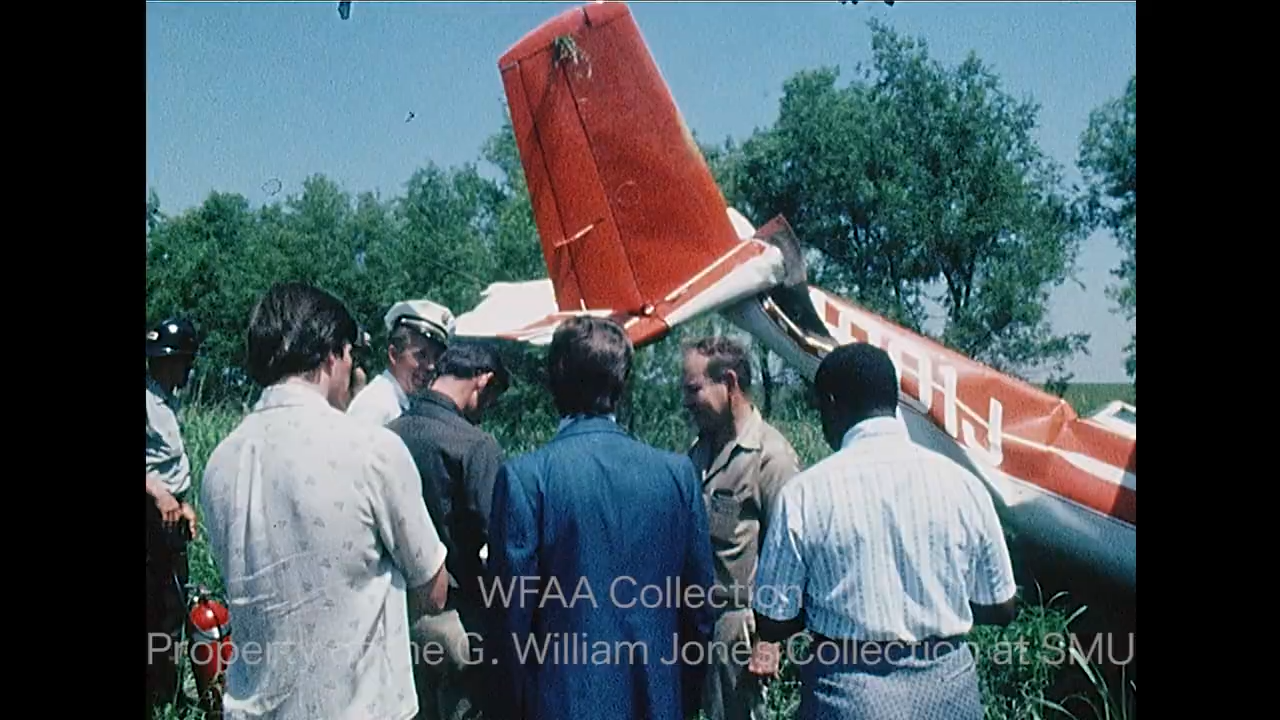 WFAA Collection
Property of the G. William Jones Collection at SMU